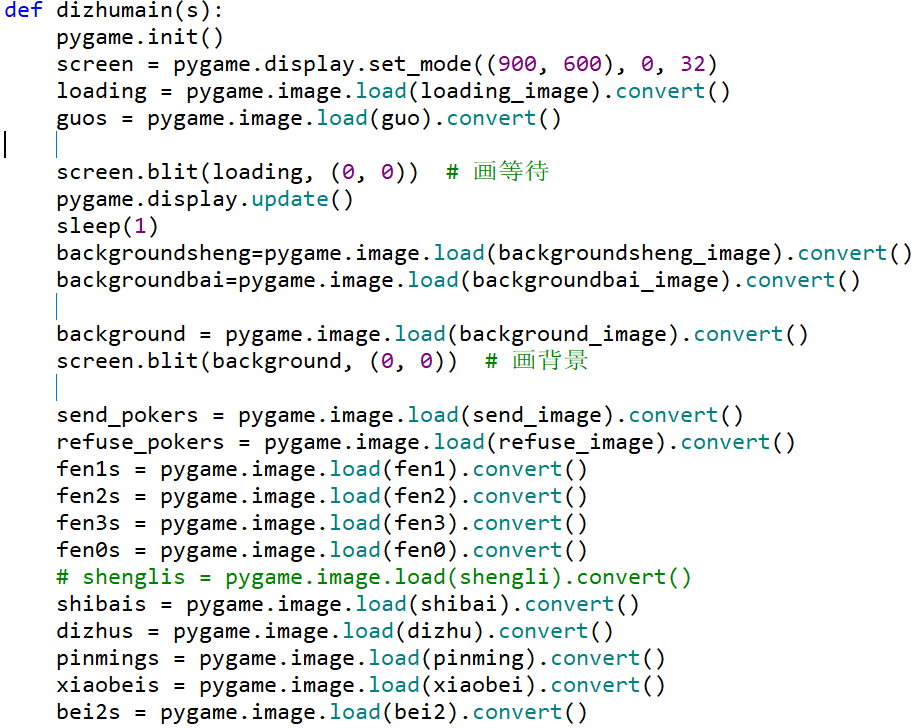 def dizhumain(s):
    pygame.init()
    screen = pygame.display.set_mode((900, 600), 0, 32)
    loading = pygame.image.load(loading_image).convert()
    guos = pygame.image.load(guo).convert()
    screen.blit(loading, (0, 0))  # 画等待
    pygame.display.update()
    sleep(1)
    backgroundsheng=pygame.image.load(backgroundsheng_image).convert()
    backgroundbai=pygame.image.load(backgroundbai_image).convert()
    background = pygame.image.load(background_image).convert()
    screen.blit(background, (0, 0))  # 画背景
    send_pokers = pygame.image.load(send_image).convert()
    refuse_pokers = pygame.image.load(refuse_image).convert()
    fen1s = pygame.image.load(fen1).convert()
    fen2s = pygame.image.load(fen2).convert()
    fen3s = pygame.image.load(fen3).convert()
    fen0s = pygame.image.load(fen0).convert()
    # shenglis = pygame.image.load(shengli).convert()
    shibais = pygame.image.load(shibai).convert()
    dizhus = pygame.image.load(dizhu).convert()
    pinmings = pygame.image.load(pinming).convert()
    xiaobeis = pygame.image.load(xiaobei).convert()
    bei2s = pygame.image.load(bei2).convert()